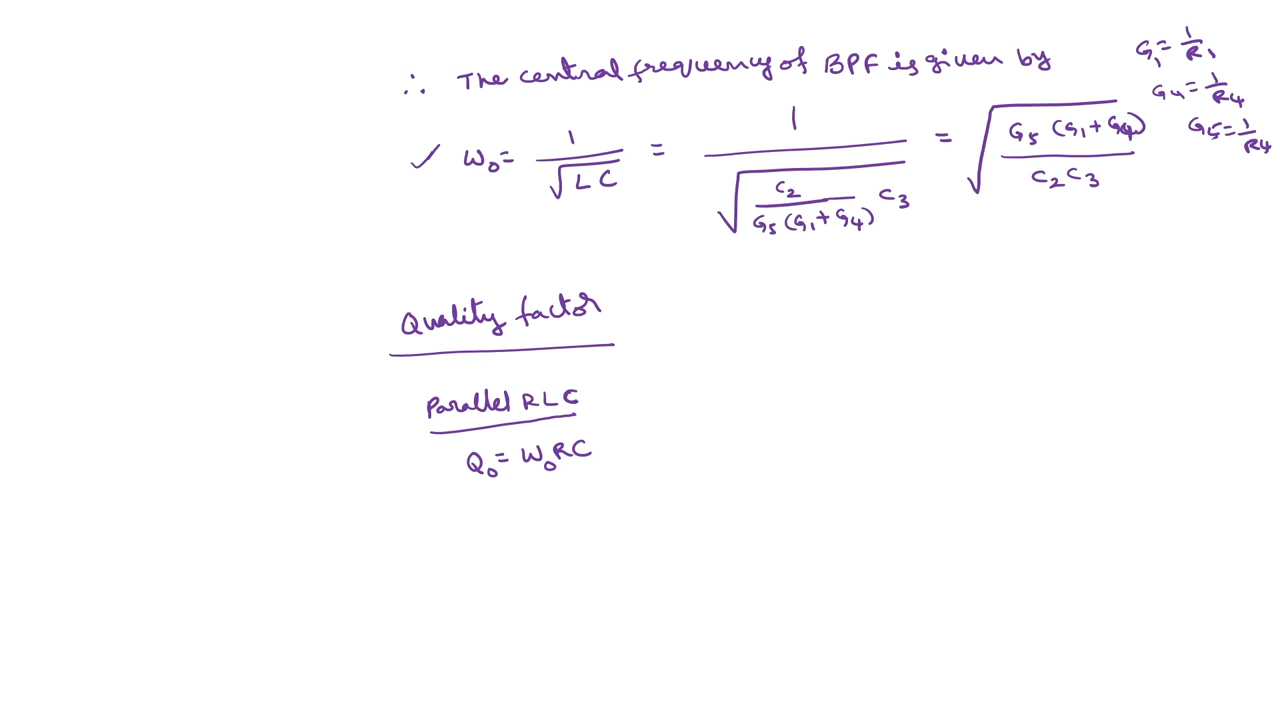 ∴ The central frequency of BPF is given by
G₁ = 1/R₁
G₄ = 1/R₄
G₅ = 1/R₄
✓ W₀ = 1/√(LC) = 1/√((C₂/(G₅(G₁+G₄))) C₃) = √((G₅(G₁+G₄))/(C₂C₃))
Quality factor
Parallel RLC
Q₀ = W₀RC